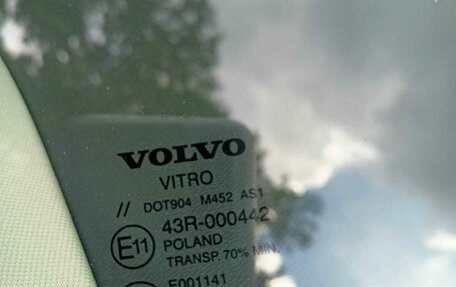 VOLVO
VITRO
// DOT904 M452 AS1
E11 43R-000442
POLAND
TRANSP. 70% MIN.
E001141